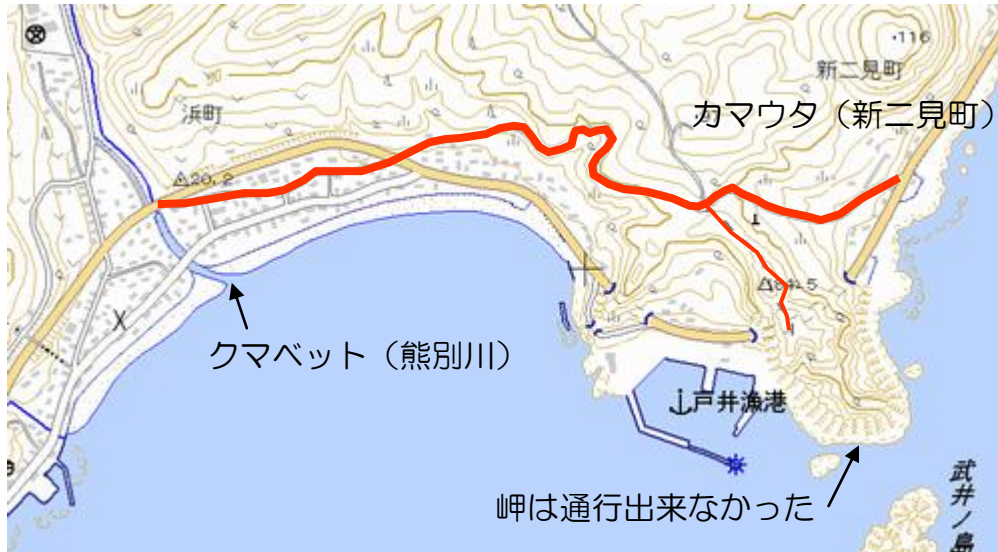 ・116
新二見町
カマウタ（新二見町）
浜町
△20.2
クマベット（熊別川）
戸井漁港
岬は通行出来なかった
武井ノ島